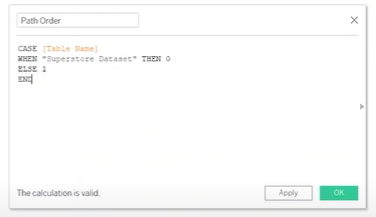 Path Order
CASE [Table Name]
WHEN "Superstore Dataset" THEN 0
ELSE 1
END
The calculation is valid.
Apply
OK